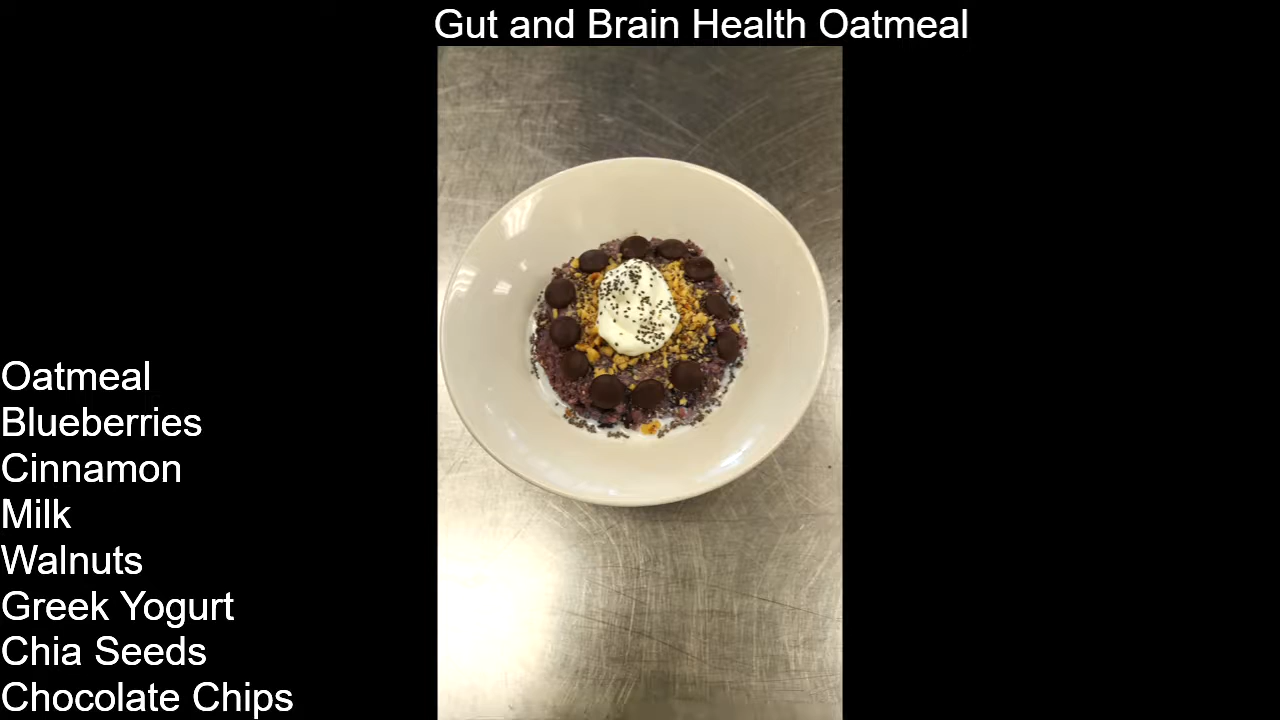 Gut and Brain Health Oatmeal
Oatmeal
Blueberries
Cinnamon
Milk
Walnuts
Greek Yogurt
Chia Seeds
Chocolate Chips